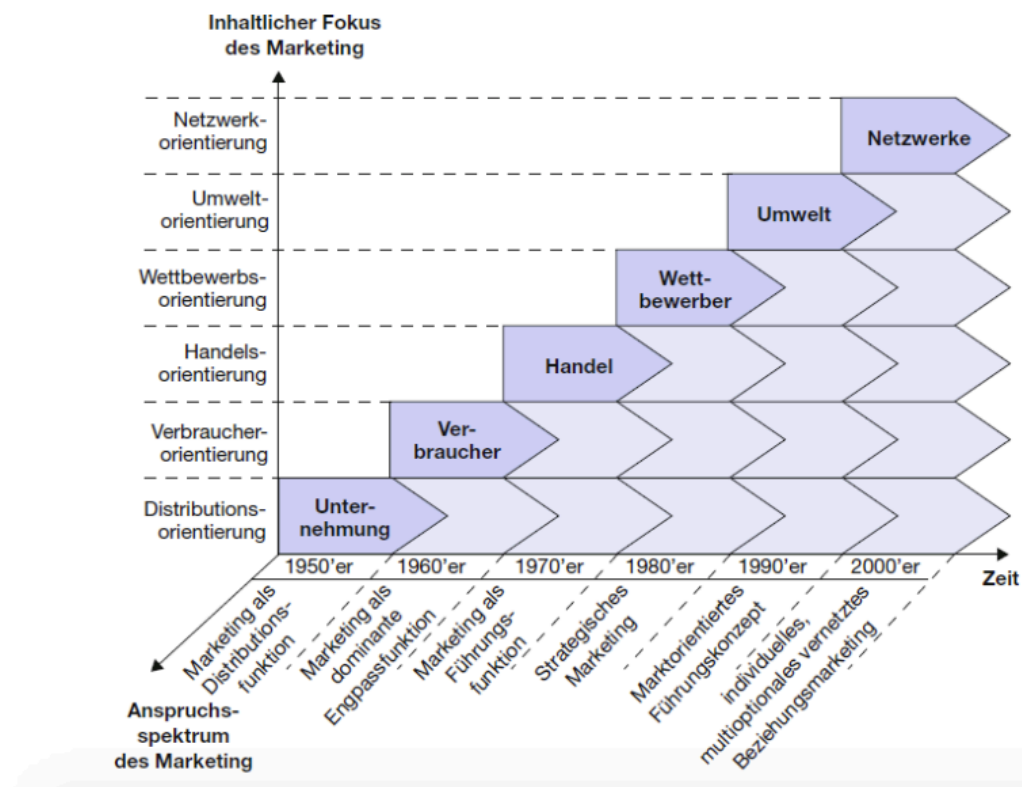 Inhaltlicher Fokus
des Marketing
Netzwerk-
orientierung
Netzwerke
Umwelt-
orientierung
Umwelt
Wettbewerbs-
orientierung
Wett-
bewerber
Handels-
orientierung
Handel
Verbraucher-
orientierung
Ver-
braucher
Distributions-
orientierung
Unter-
nehmung
1950'er
1960'er
1970'er
1980'er
1990'er
2000'er
Zeit
Marketing als
Distributions-
funktion
Marketing als
dominante
Engpassfunktion
Marketing als
Führungs-
funktion
Strategisches
Marketing
Marktorientiertes
Führungskonzept
individuelles,
multioptionales vernetztes
Beziehungsmarketing
Anspruchs-
spektrum
des Marketing